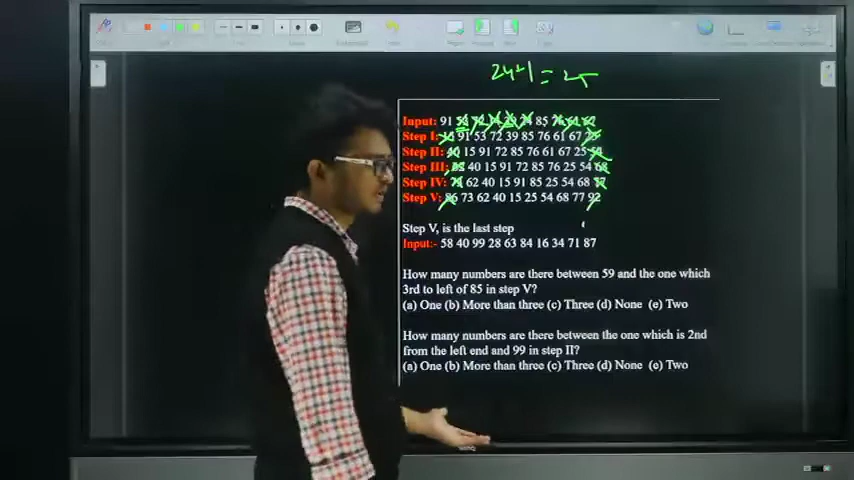 24+1 = 25
Input: 91 53 72 14 39 24 85 76 61 67
Step I: 15 91 53 72 39 85 76 61 67 25
Step II: 40 15 91 72 85 76 61 67 25 54
Step III: 62 40 15 91 72 85 76 25 54 68
Step IV: 73 62 40 15 91 85 25 54 68 77
Step V: 86 73 62 40 15 25 54 68 77 92
Step V, is the last step
Input:- 58 40 99 28 63 84 16 34 71 87
How many numbers are there between 59 and the one which
3rd to left of 85 in step V?
(a) One (b) More than three (c) Three (d) None (e) Two
How many numbers are there between the one which is 2nd
from the left end and 99 in step II?
(a) One (b) More than three (c) Three (d) None (e) Two